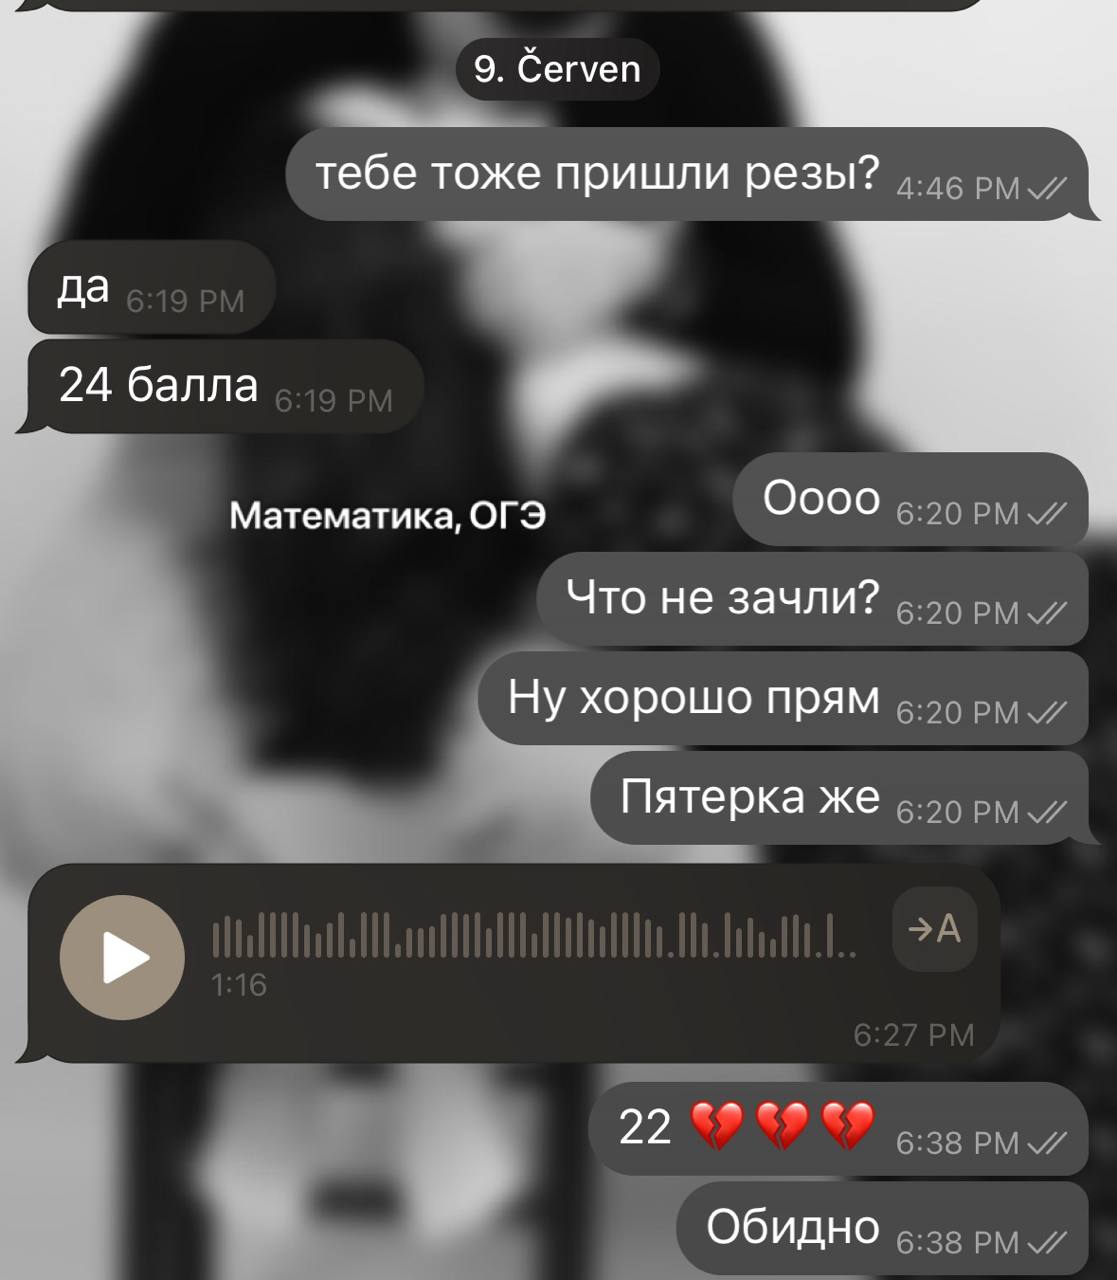 9. Červen
тебе тоже пришли резы? 4:46 PM
да 6:19 PM
24 балла 6:19 PM
Оооо 6:20 PM
Математика, ОГЭ
Что не зачли? 6:20 PM
Ну хорошо прям 6:20 PM
Пятерка же 6:20 PM
→A
1:16
6:27 PM
22 💔 💔 💔 6:38 PM
Обидно 6:38 PM